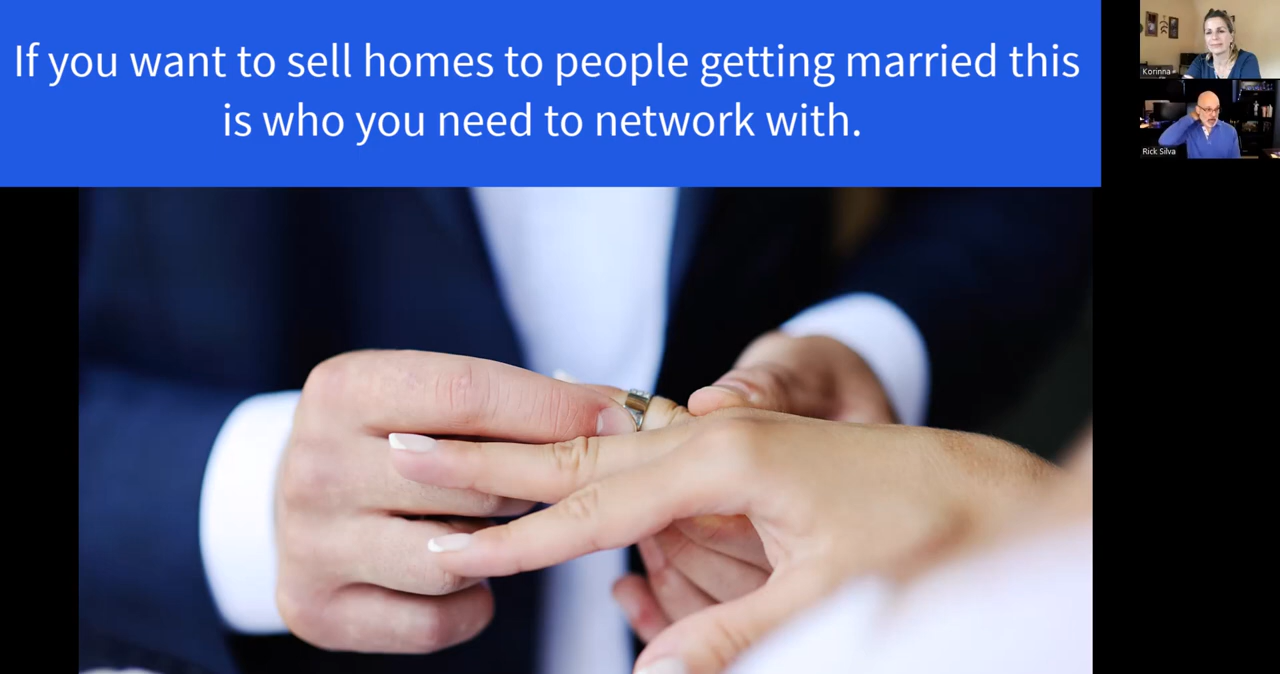 If you want to sell homes to people getting married this
is who you need to network with.
Korinna
Rick Silva